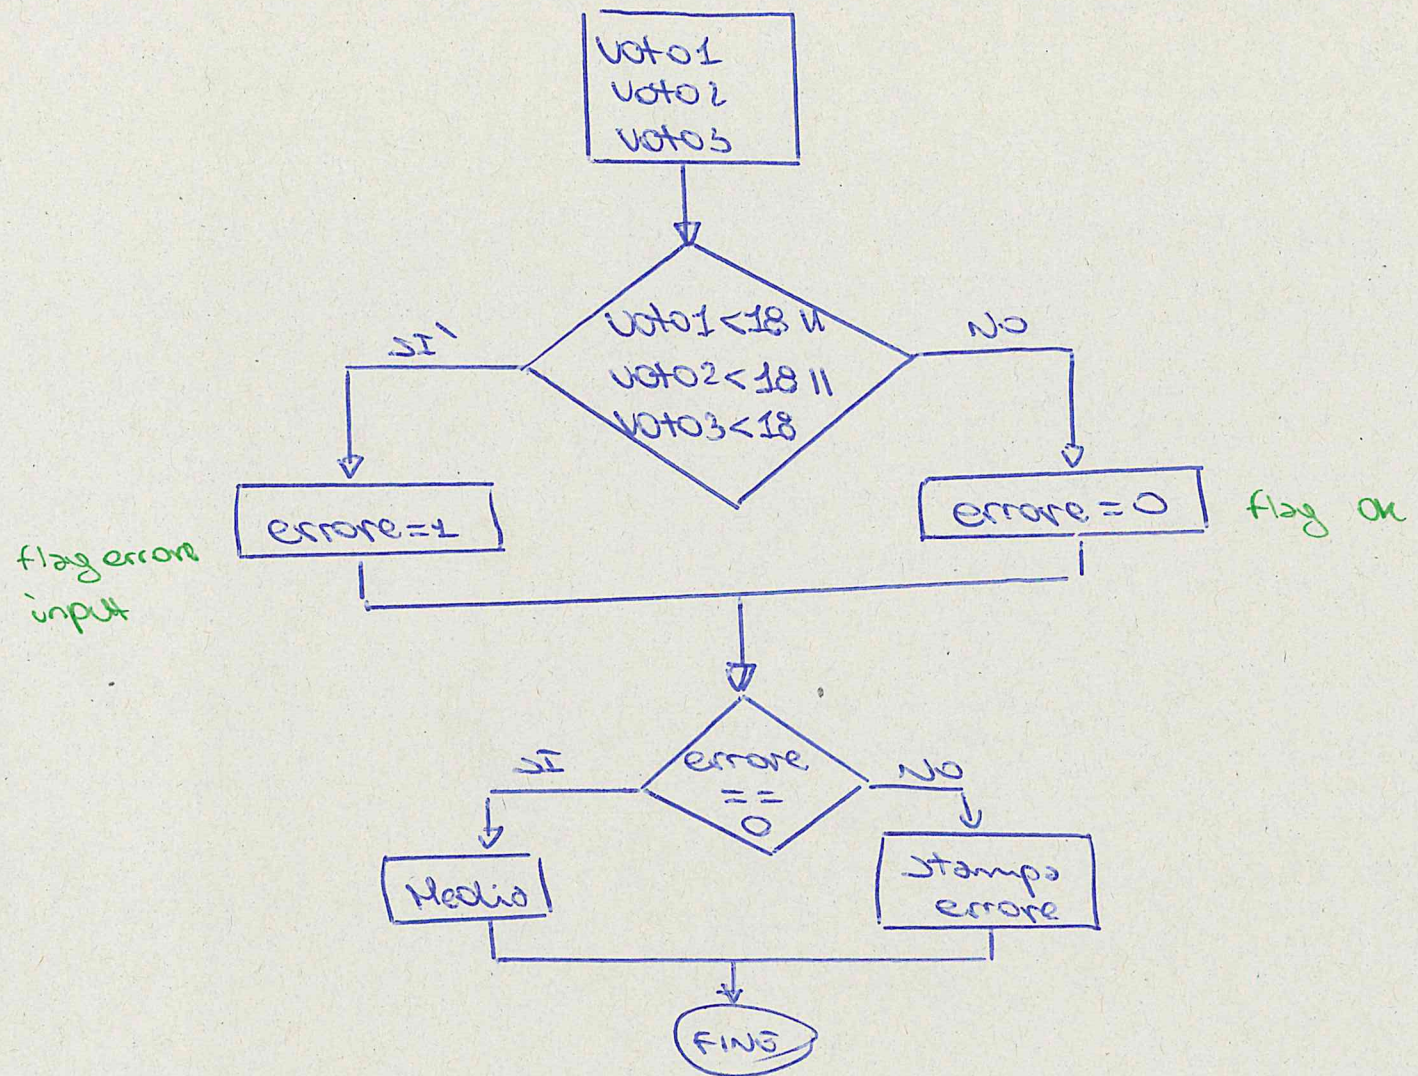 voto1
voto2
voto3
voto1<18 ||
voto2<18 ||
voto3<18
SI'
NO
errore=1
errore=0
flag errore
input
flag ok
errore
==
0
SI
NO
Media
stampa
errore
FINE